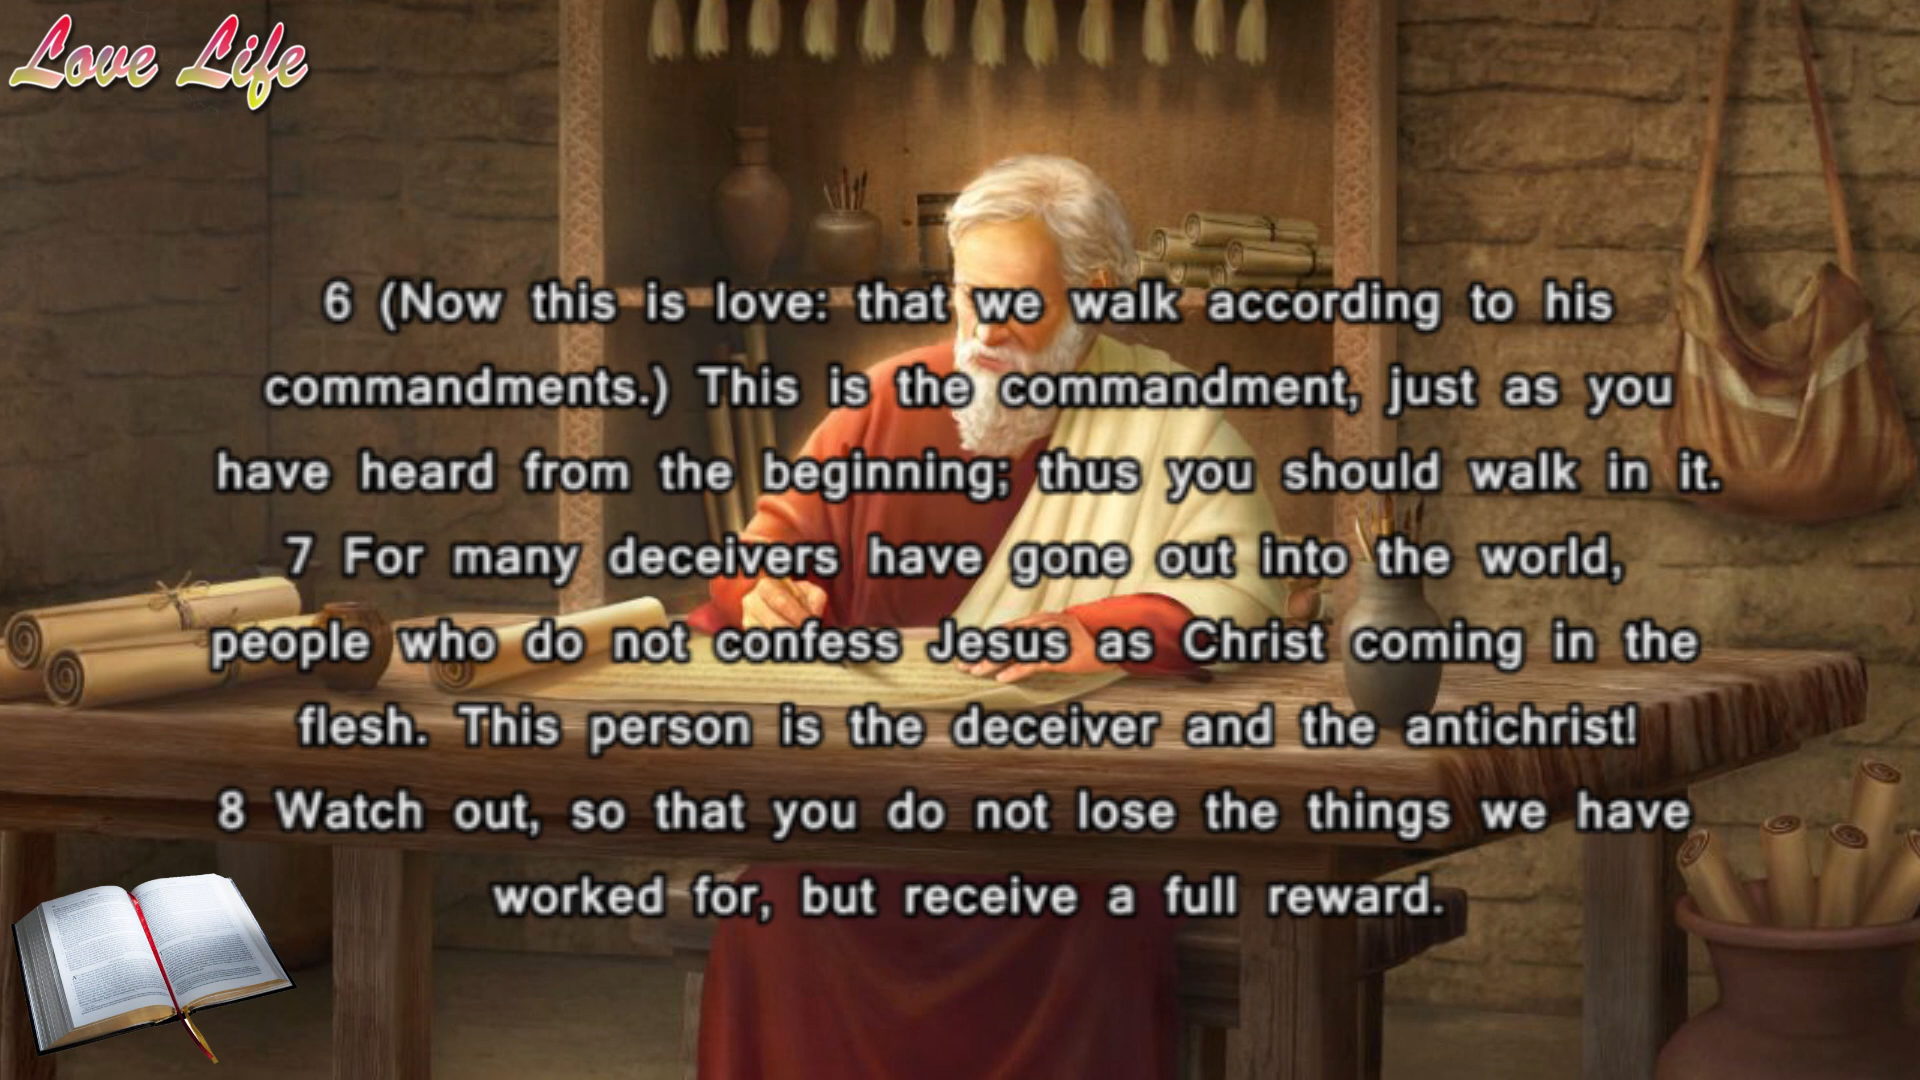 Love Life
6 (Now this is love: that we walk according to his
commandments.) This is the commandment, just as you
have heard from the beginning; thus you should walk in it.
7 For many deceivers have gone out into the world,
people who do not confess Jesus as Christ coming in the
flesh. This person is the deceiver and the antichrist!
8 Watch out, so that you do not lose the things we have
worked for, but receive a full reward.